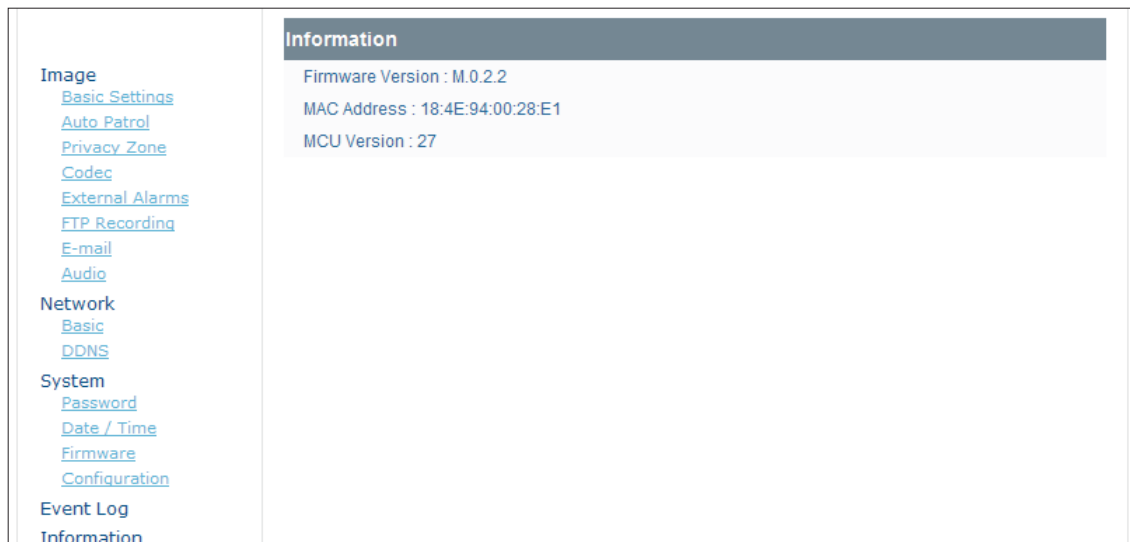 Image
Basic Settings
Auto Patrol
Privacy Zone
Codec
External Alarms
FTP Recording
E-mail
Audio
Network
Basic
DDNS
System
Password
Date / Time
Firmware
Configuration
Event Log
Information
Information
Firmware Version : M.0.2.2
MAC Address : 18:4E:94:00:28:E1
MCU Version : 27